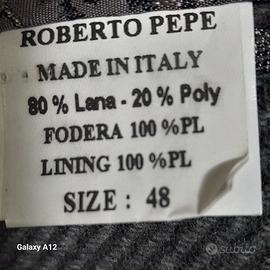 ROBERTO PEPE
MADE IN ITALY
80 % Lana - 20 % Poly
FODERA 100 %PL
LINING 100 %PL
SIZE : 48
Galaxy A12
subito